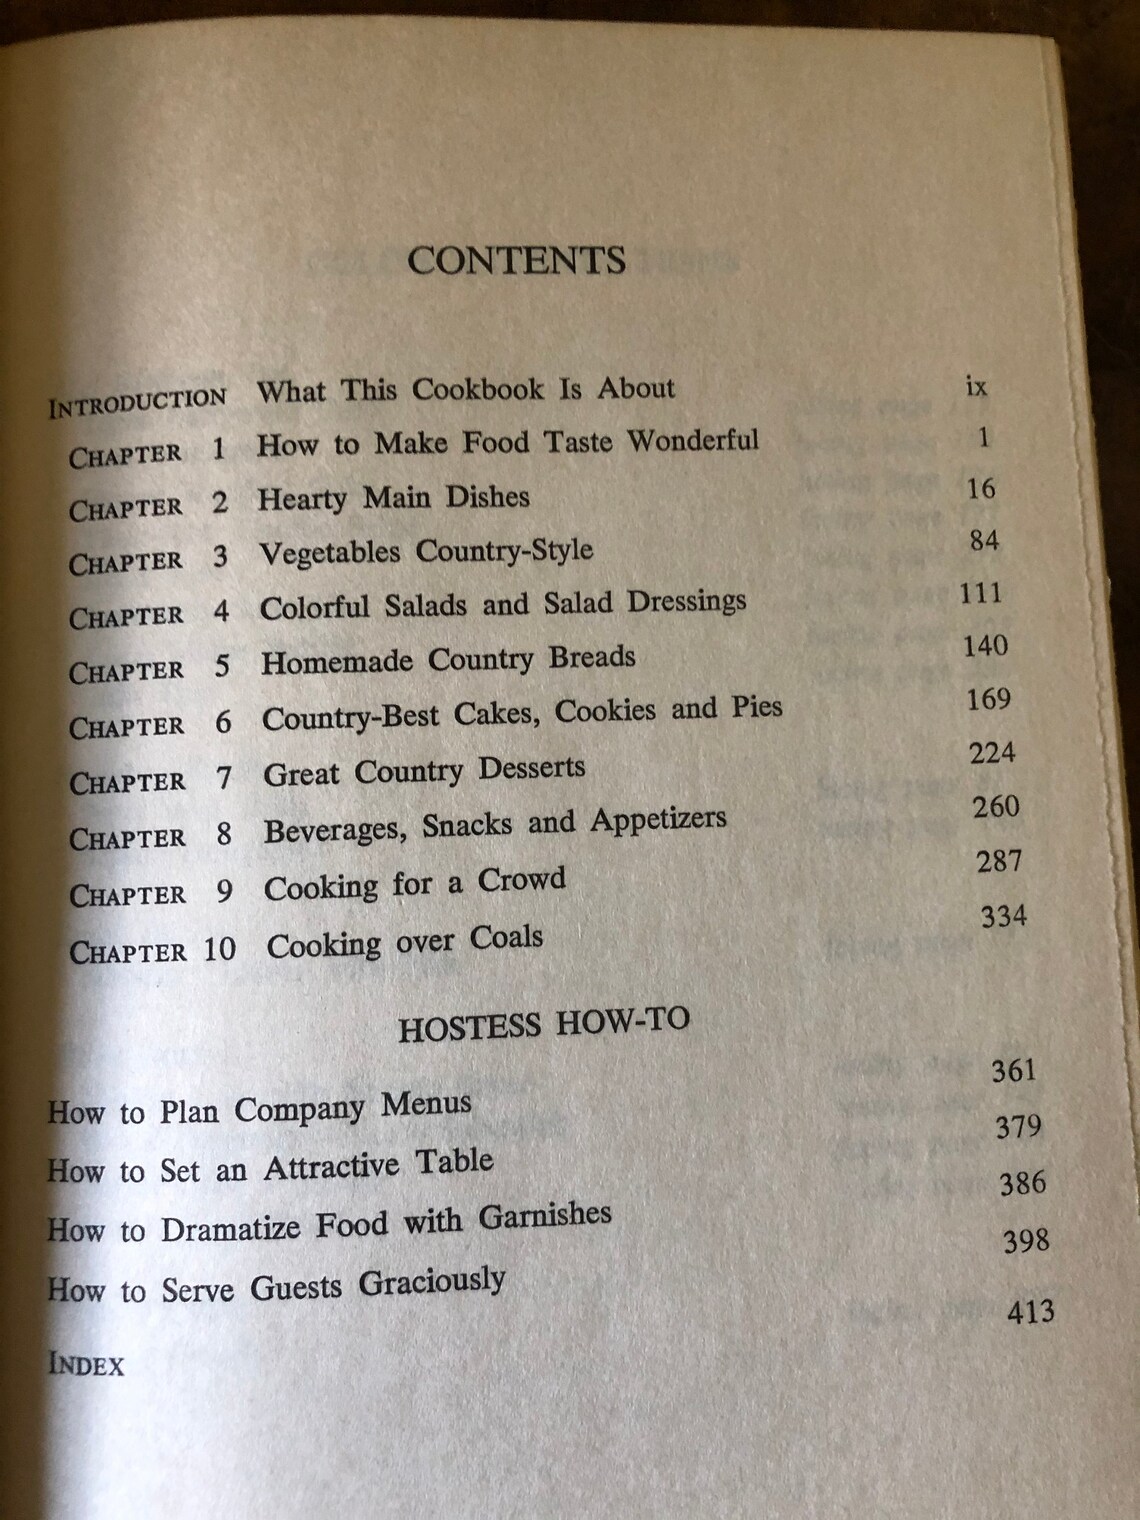 CONTENTS
INTRODUCTION What This Cookbook Is About ix
CHAPTER 1 How to Make Food Taste Wonderful 1
CHAPTER 2 Hearty Main Dishes 16
CHAPTER 3 Vegetables Country-Style 84
CHAPTER 4 Colorful Salads and Salad Dressings 111
CHAPTER 5 Homemade Country Breads 140
CHAPTER 6 Country-Best Cakes, Cookies and Pies 169
CHAPTER 7 Great Country Desserts 224
CHAPTER 8 Beverages, Snacks and Appetizers 260
CHAPTER 9 Cooking for a Crowd 287
CHAPTER 10 Cooking over Coals 334
HOSTESS HOW-TO
How to Plan Company Menus 361
How to Set an Attractive Table 379
How to Dramatize Food with Garnishes 386
How to Serve Guests Graciously 398
INDEX 413